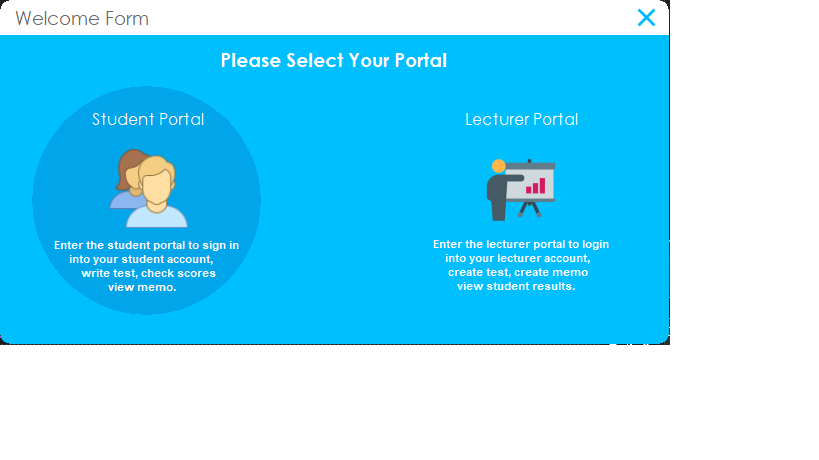 Welcome Form
Please Select Your Portal
Student Portal
Enter the student portal to sign in
into your student account,
write test, check scores
view memo.
Lecturer Portal
Enter the lecturer portal to login
into your lecturer account,
create test, create memo
view student results.